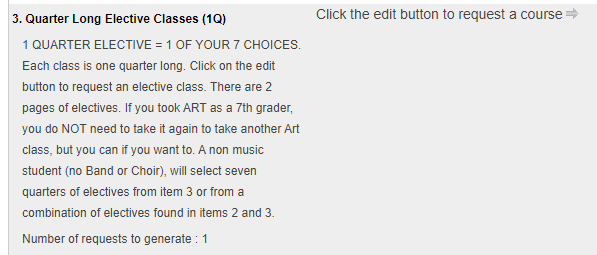 3. Quarter Long Elective Classes (1Q)
Click the edit button to request a course ⇒
1 QUARTER ELECTIVE = 1 OF YOUR 7 CHOICES.
Each class is one quarter long. Click on the edit
button to request an elective class. There are 2
pages of electives. If you took ART as a 7th grader,
you do NOT need to take it again to take another Art
class, but you can if you want to. A non music
student (no Band or Choir), will select seven
quarters of electives from item 3 or from a
combination of electives found in items 2 and 3.
Number of requests to generate : 1